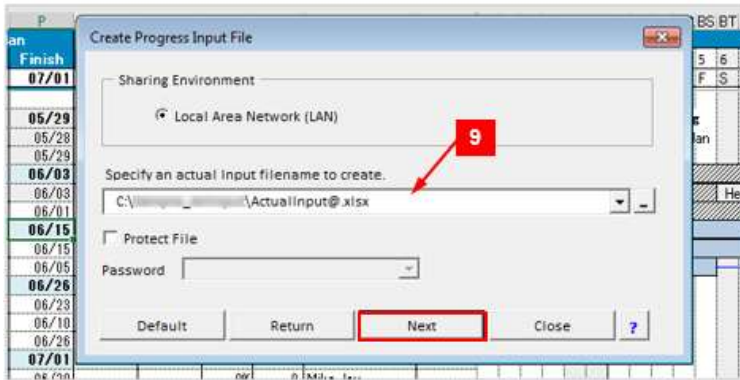 P
an
Finish
07/01
05/29
05/28
05/29
06/03
06/03
06/01
06/15
06/15
06/05
06/26
06/23
06/10
06/26
07/01
Create Progress Input File
Sharing Environment
Local Area Network (LAN)
9
Specify an actual Input filename to create.
C:\ \ActualInput@.xlsx
Protect File
Password
Default Return Next Close ?
BS BT
5 6
F S
lan
He